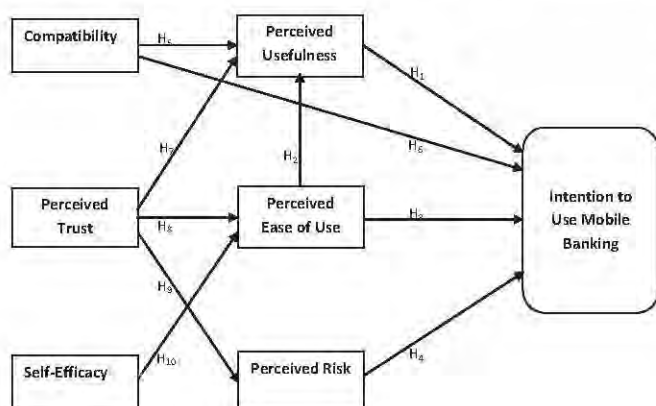 Compatibility
H₅
Perceived
Usefulness
H₁
H₆
H₇
H₂
Perceived
Trust
H₈
Perceived
Ease of Use
H₃
Intention to
Use Mobile
Banking
H₉
Self-Efficacy
H₁₀
Perceived Risk
H₄